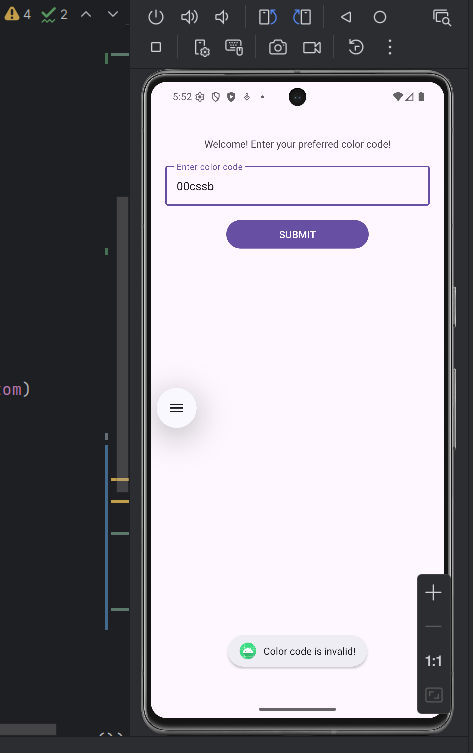 4 2
5:52
Welcome! Enter your preferred color code!
Enter color code
00cssb
SUBMIT
tom)
Color code is invalid!
1:1